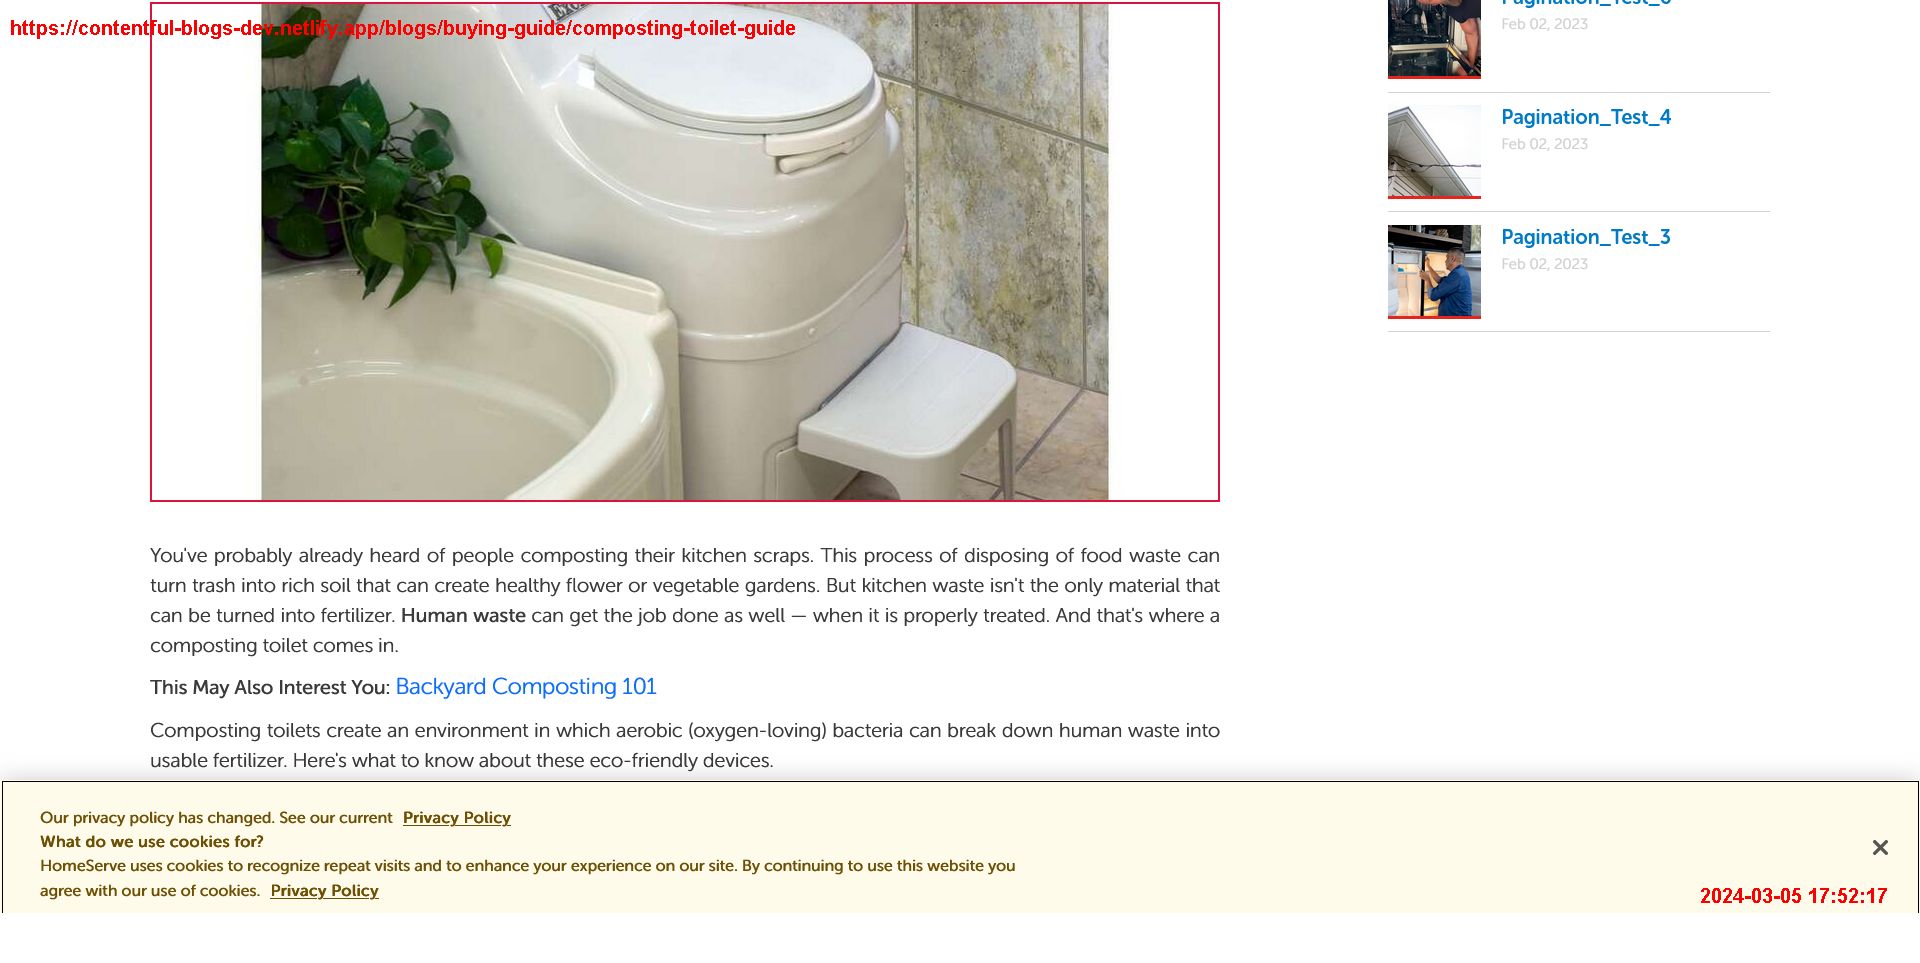 https://contentful-blogs-dev.netlify.app/blogs/buying-guide/composting-toilet-guide
Feb 02, 2023
Pagination_Test_4
Feb 02, 2023
Pagination_Test_3
Feb 02, 2023
You've probably already heard of people composting their kitchen scraps. This process of disposing of food waste can
turn trash into rich soil that can create healthy flower or vegetable gardens. But kitchen waste isn't the only material that
can be turned into fertilizer. Human waste can get the job done as well — when it is properly treated. And that's where a
composting toilet comes in.
This May Also Interest You: Backyard Composting 101
Composting toilets create an environment in which aerobic (oxygen-loving) bacteria can break down human waste into
usable fertilizer. Here's what to know about these eco-friendly devices.
Our privacy policy has changed. See our current Privacy Policy
What do we use cookies for?
HomeServe uses cookies to recognize repeat visits and to enhance your experience on our site. By continuing to use this website you
agree with our use of cookies. Privacy Policy
2024-03-05 17:52:17